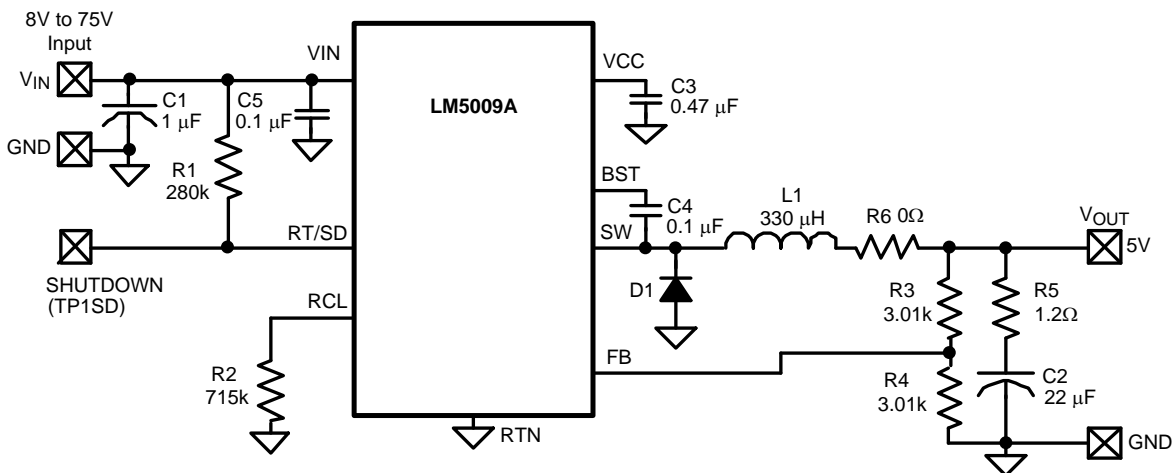 8V to 75V
Input
VIN
VIN
C1
1 μF
C5
0.1 μF
GND
R1
280k
SHUTDOWN
(TP1SD)
RT/SD
RCL
R2
715k
LM5009A
RTN
VCC
C3
0.47 μF
BST
C4
0.1 μF
SW
D1
L1
330 μH
R6 0Ω
VOUT
5V
R3
3.01k
R5
1.2Ω
FB
R4
3.01k
C2
22 μF
GND